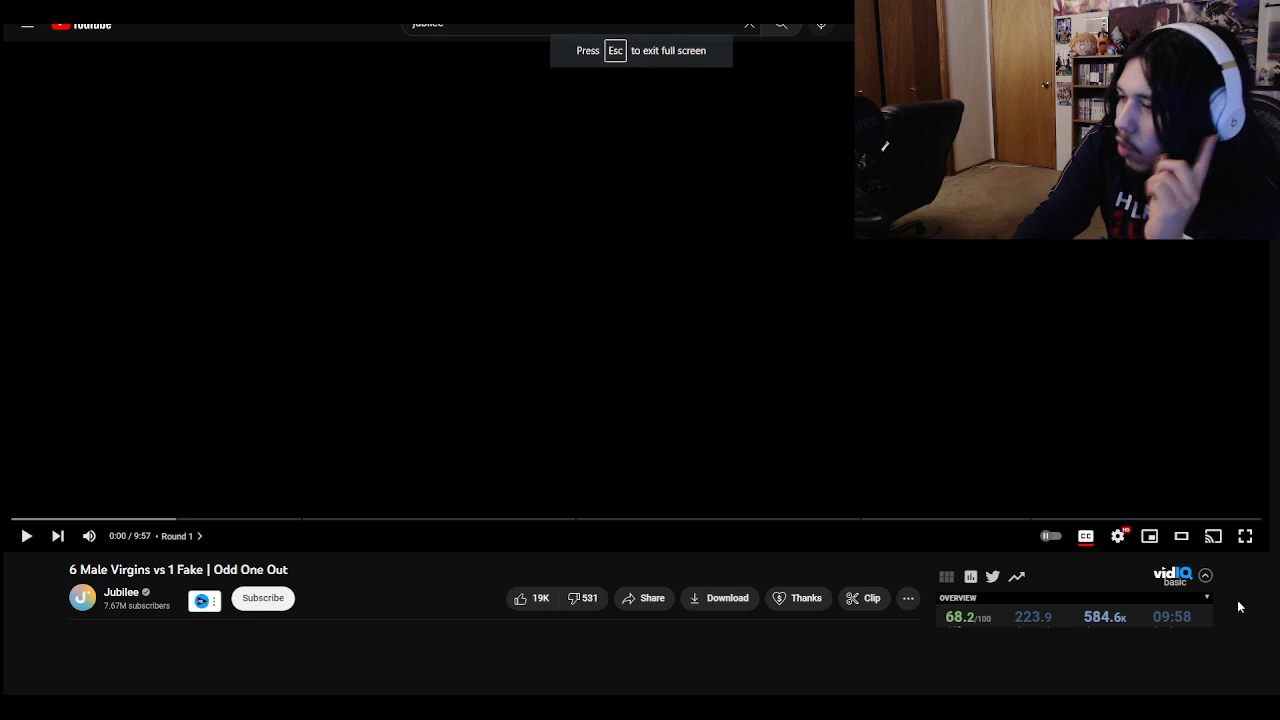 YouTube
jubilee
Press Esc to exit full screen
0:00 / 9:57 • Round 1
CC
HD
6 Male Virgins vs 1 Fake | Odd One Out
Jubilee
7.67M subscribers
Subscribe
19K
531
Share
Download
Thanks
Clip
vidIQ
basic
OVERVIEW
68.2/100 223.9 584.6K 09:58